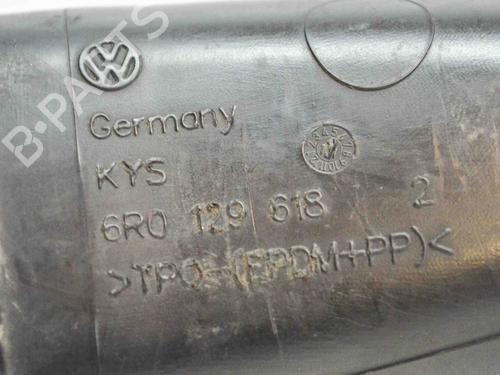 B-PARTS
Germany
KYS
6R0 129 618 2
>TPO-(EPDM+PP)<